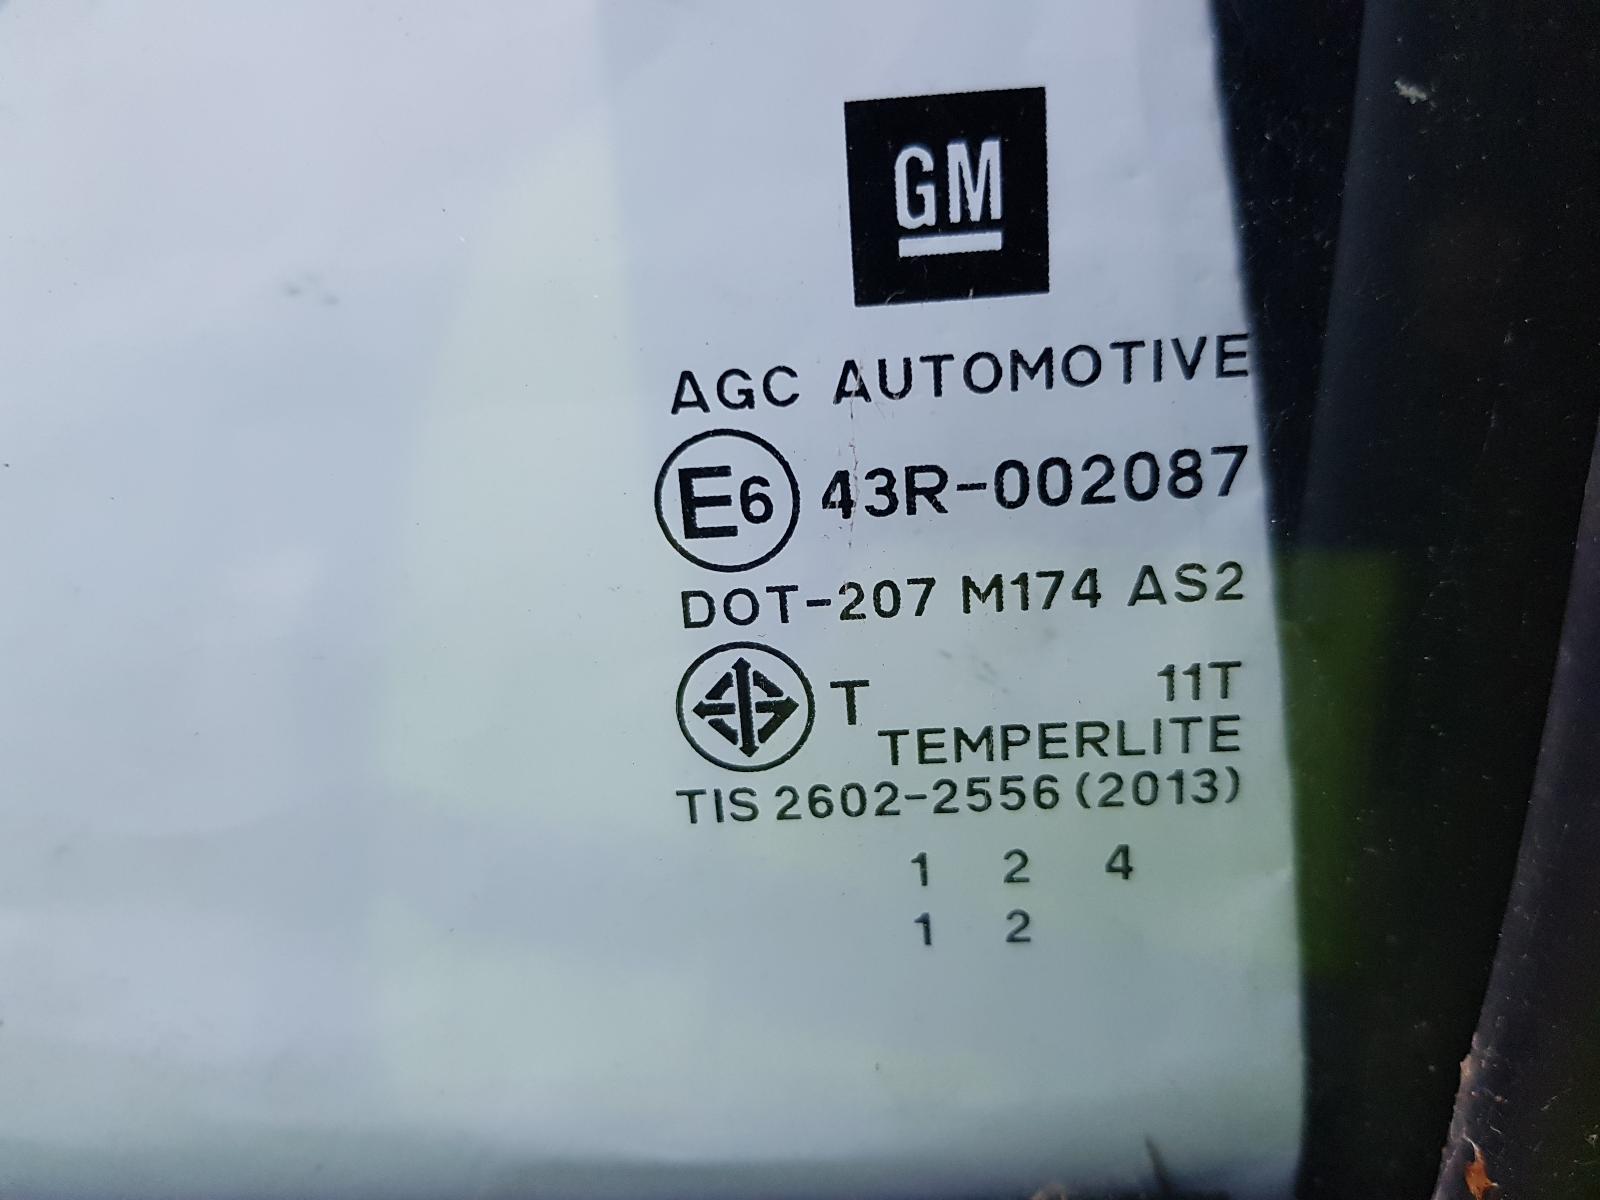 GM
AGC AUTOMOTIVE
E6 43R-002087
DOT-207 M174 AS2
T 11T
TEMPERLITE
TIS 2602-2556 (2013)
1 2 4
1 2